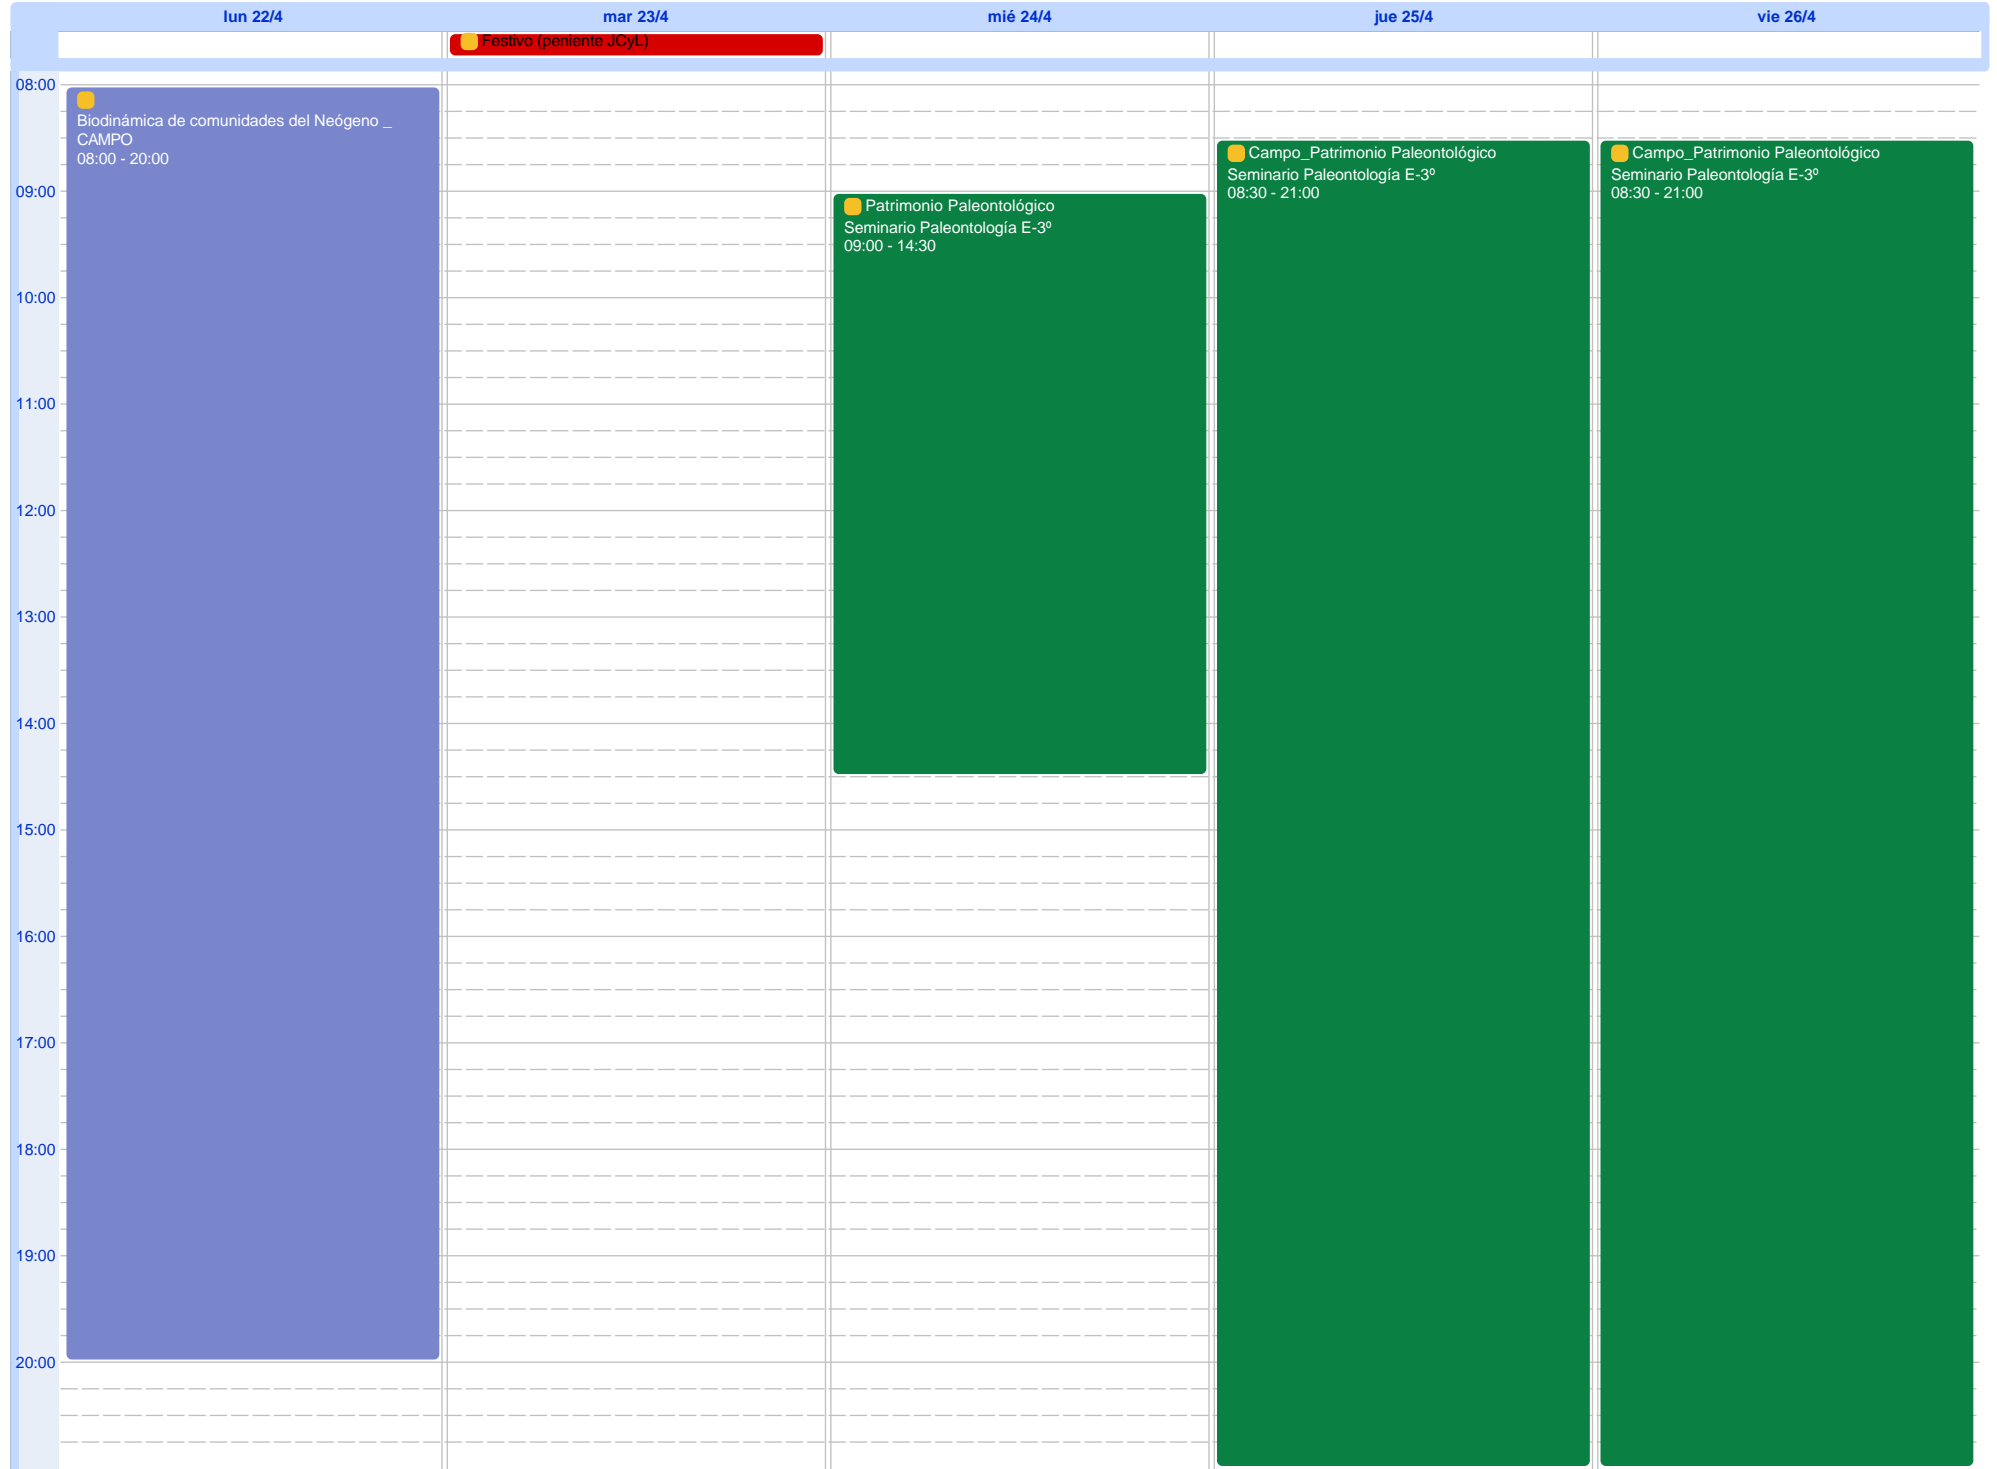 lun 22/4
mar 23/4
mié 24/4
jue 25/4
vie 26/4
Festivo (peniente JCyL)
08:00
09:00
10:00
11:00
12:00
13:00
14:00
15:00
16:00
17:00
18:00
19:00
20:00
Biodinámica de comunidades del Neógeno _
CAMPO
08:00 - 20:00
Patrimonio Paleontológico
Seminario Paleontología E-3º
09:00 - 14:30
Campo_Patrimonio Paleontológico
Seminario Paleontología E-3º
08:30 - 21:00
Campo_Patrimonio Paleontológico
Seminario Paleontología E-3º
08:30 - 21:00